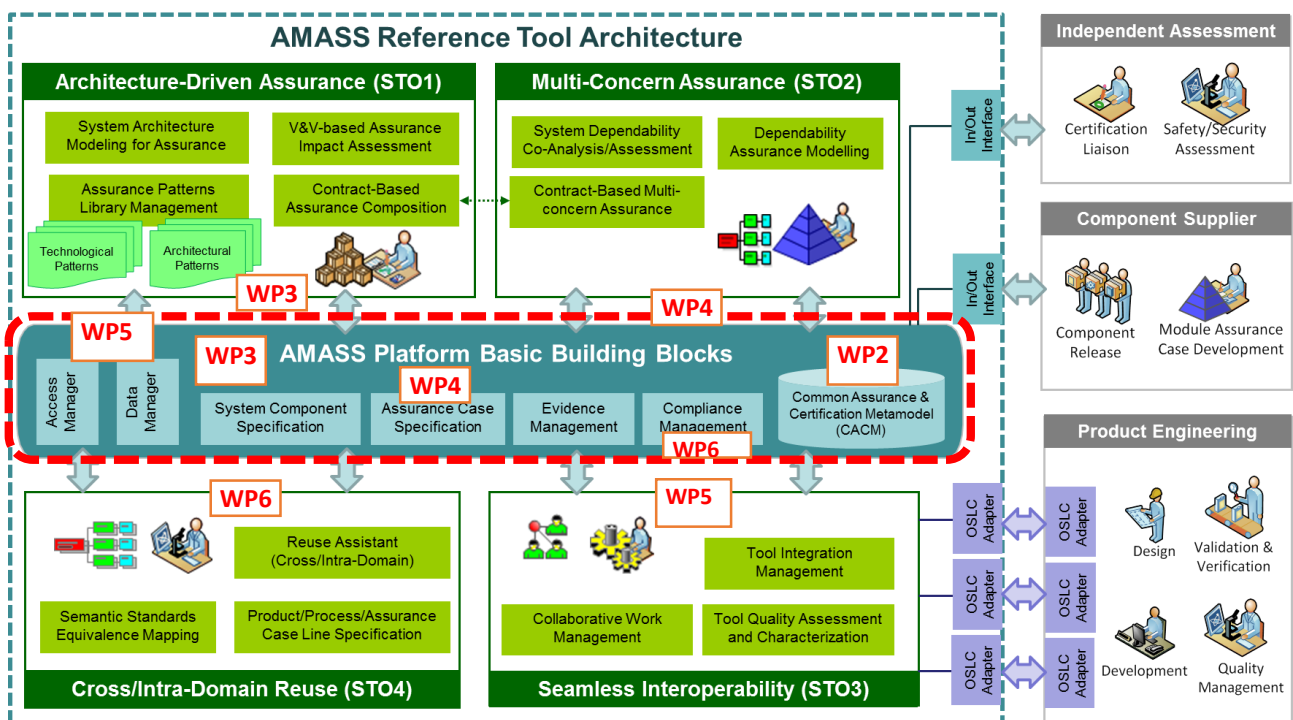 AMASS Reference Tool Architecture
Architecture-Driven Assurance (STO1)
System Architecture
Modeling for Assurance
V&V-based Assurance
Impact Assessment
Assurance Patterns
Library Management
Contract-Based
Assurance Composition
Technological
Patterns
Architectural
Patterns
WP3
Multi-Concern Assurance (STO2)
System Dependability
Co-Analysis/Assessment
Dependability
Assurance Modelling
Contract-Based Multi-
concern Assurance
WP4
WP5
WP3
AMASS Platform Basic Building Blocks
WP4
WP2
Access
Manager
Data
Manager
System Component
Specification
Assurance Case
Specification
Evidence
Management
Compliance
Management
WP6
Common Assurance &
Certification Metamodel
(CACM)
WP6
Reuse Assistant
(Cross/Intra-Domain)
Semantic Standards
Equivalence Mapping
Product/Process/Assurance
Case Line Specification
Cross/Intra-Domain Reuse (STO4)
WP5
Tool Integration
Management
Collaborative Work
Management
Tool Quality Assessment
and Characterization
Seamless Interoperability (STO3)
In/Out
Interface
In/Out
Interface
OSLC
Adapter
OSLC
Adapter
OSLC
Adapter
OSLC
Adapter
OSLC
Adapter
OSLC
Adapter
Independent Assessment
Certification
Liaison
Safety/Security
Assessment
Component Supplier
Component
Release
Module Assurance
Case Development
Product Engineering
Design
Validation &
Verification
Development
Quality
Management